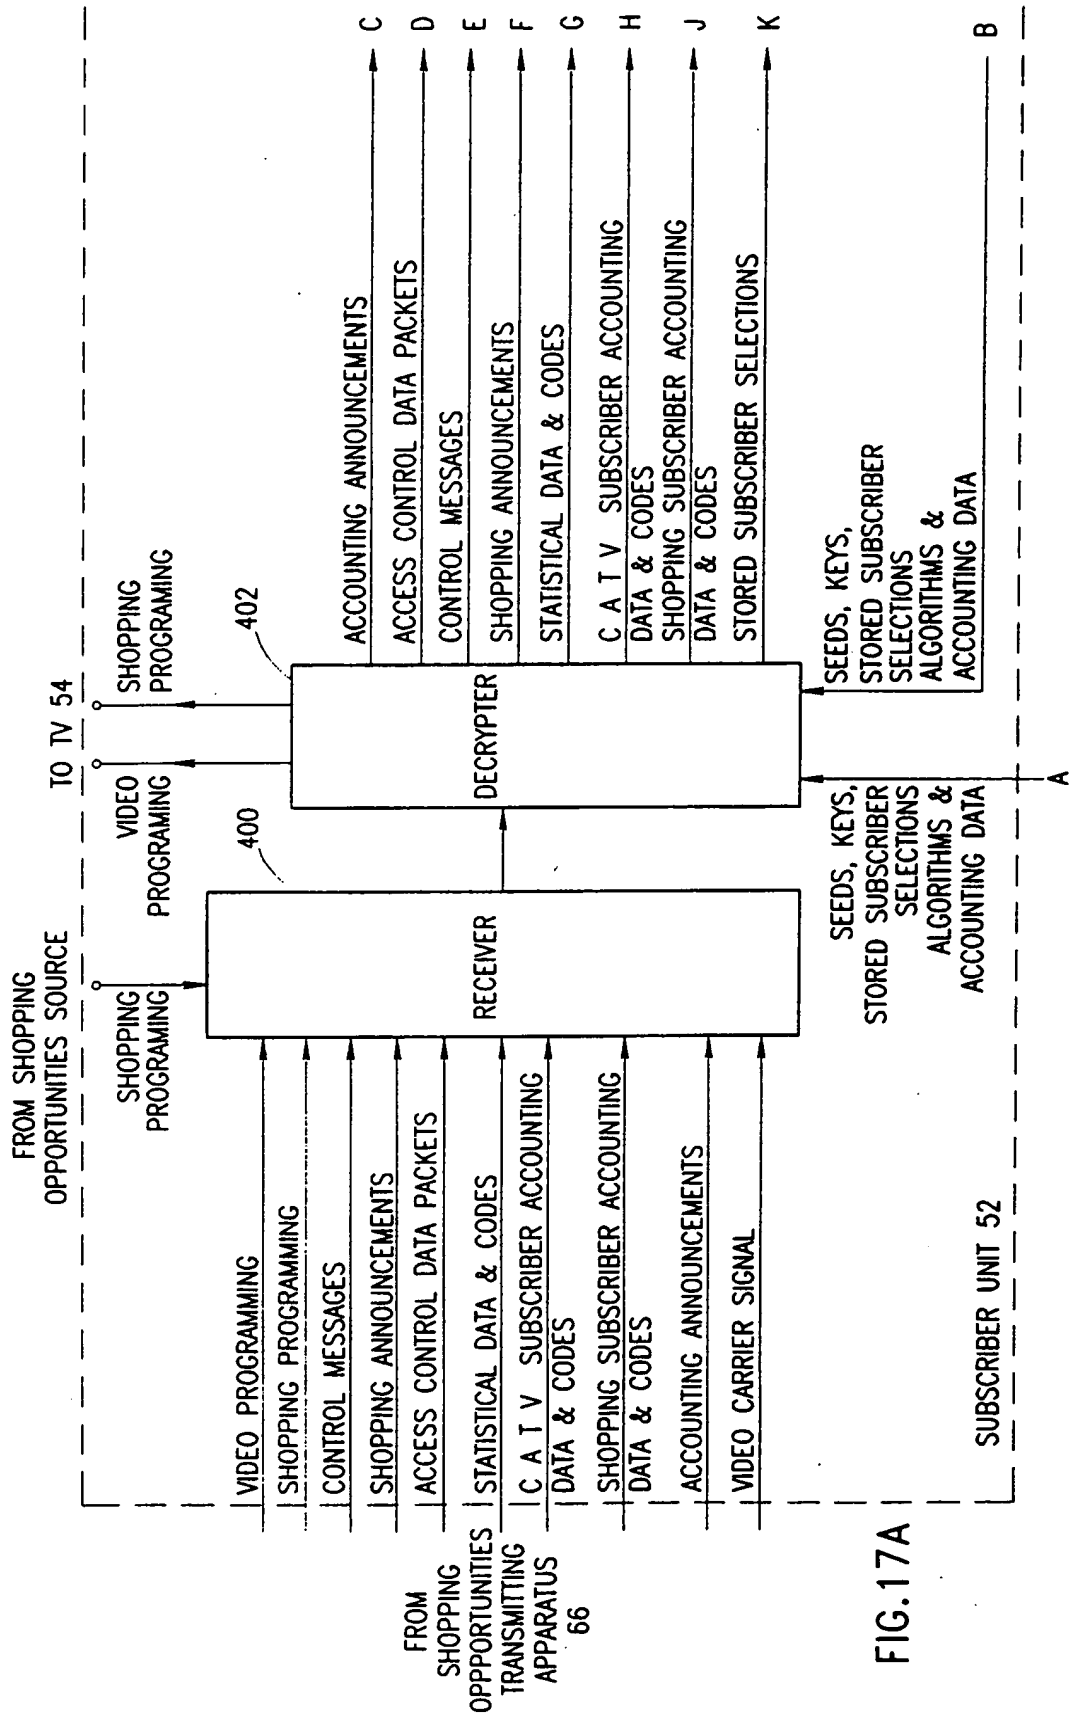 FROM SHOPPING
OPPORTUNITIES SOURCE
SHOPPING
PROGRAMING
TO TV 54
VIDEO
PROGRAMING
SHOPPING
PROGRAMING
400
402
VIDEO PROGRAMMING
SHOPPING PROGRAMMING
CONTROL MESSAGES
SHOPPING ANNOUNCEMENTS
ACCESS CONTROL DATA PACKETS
STATISTICAL DATA & CODES
C A T V SUBSCRIBER ACCOUNTING
DATA & CODES
SHOPPING SUBSCRIBER ACCOUNTING
DATA & CODES
ACCOUNTING ANNOUNCEMENTS
VIDEO CARRIER SIGNAL
FROM
SHOPPING
OPPPORTUNITIES
TRANSMITTING
APPARATUS
66
RECEIVER
DECRYPTER
ACCOUNTING ANNOUNCEMENTS
C
ACCESS CONTROL DATA PACKETS
D
CONTROL MESSAGES
E
SHOPPING ANNOUNCEMENTS
F
STATISTICAL DATA & CODES
G
C A T V SUBSCRIBER ACCOUNTING
DATA & CODES
H
SHOPPING SUBSCRIBER ACCOUNTING
DATA & CODES
J
STORED SUBSCRIBER SELECTIONS
K
SEEDS, KEYS,
STORED SUBSCRIBER
SELECTIONS
ALGORITHMS &
ACCOUNTING DATA
A
SEEDS, KEYS,
STORED SUBSCRIBER
SELECTIONS
ALGORITHMS &
ACCOUNTING DATA
B
SUBSCRIBER UNIT 52
FIG.17A